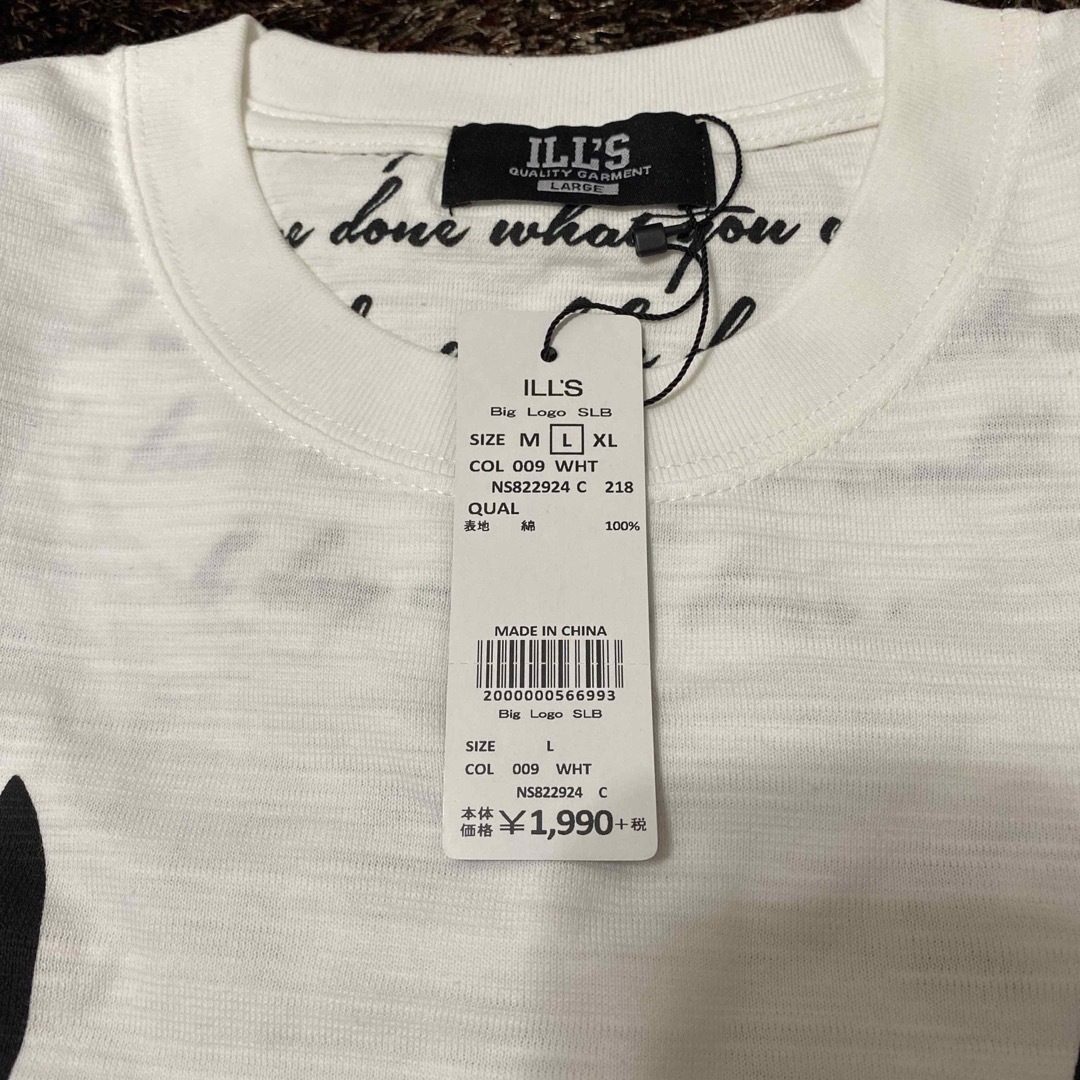 ILL'S
QUALITY GARMENT
LARGE
done what you
ILL'S
Big Logo SLB
SIZE M L XL
COL 009 WHT
NS822924 C 218
QUAL
表地 綿 100%
MADE IN CHINA
2000000566993
Big Logo SLB
SIZE L
COL 009 WHT
NS822924 C
本体価格 ¥1,990+税